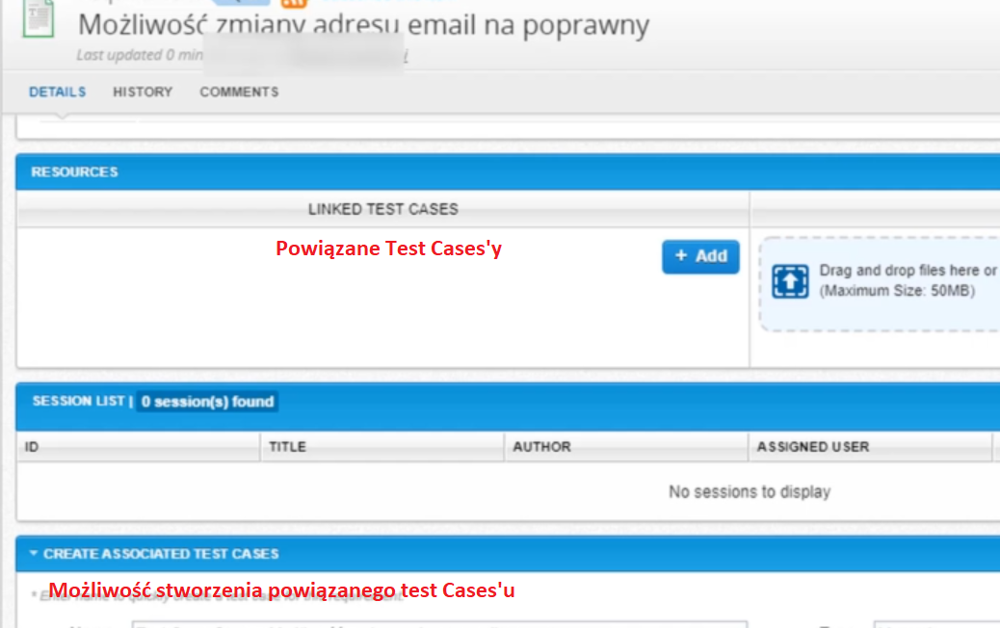 Możliwość zmiany adresu email na poprawny
Last updated 0 min
DETAILS HISTORY COMMENTS
RESOURCES
LINKED TEST CASES
Powiązane Test Cases'y
+ Add
Drag and drop files here or
(Maximum Size: 50MB)
SESSION LIST | 0 session(s) found
ID TITLE AUTHOR ASSIGNED USER
No sessions to display
CREATE ASSOCIATED TEST CASES
Możliwość stworzenia powiązanego test Cases'u